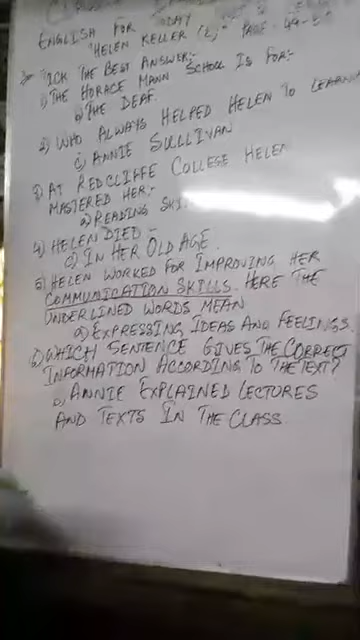 ENGLISH FOR TODAY
"HELEN KELLER (2)" PAGE-49-
TICK THE BEST ANSWER:-
1) THE HORACE MANN SCHOOL IS FOR:-
a) THE DEAF.
2) WHO ALWAYS HELPED HELEN TO LEARN
c) ANNIE SULLIVAN
3) AT REDCLIFFE COLLEGE HELEN
MASTERED HER:-
a) READING
4) HELEN DIED:-
a) IN HER OLD AGE.
5) HELEN WORKED FOR IMPROVING HER
COMMUNICATION SKILLS. HERE THE
UNDERLINED WORDS MEAN
a) EXPRESSING IDEAS AND FEELINGS.
6) WHICH SENTENCE GIVES THE CORRECT
INFORMATION ACCORDING TO THE TEXT?
ANNIE EXPLAINED LECTURES
AND TEXTS IN THE CLASS.